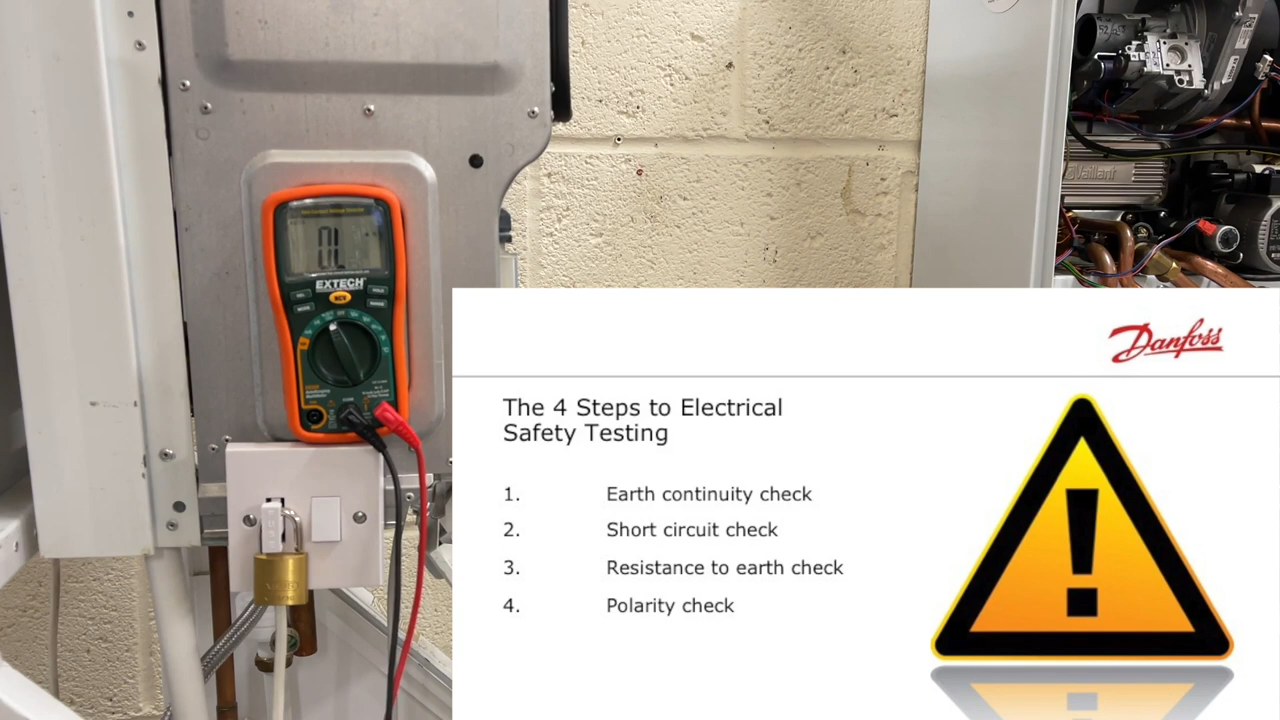 OL
EXTECH
Vaillant
Danfoss
The 4 Steps to Electrical
Safety Testing
1. Earth continuity check
2. Short circuit check
3. Resistance to earth check
4. Polarity check